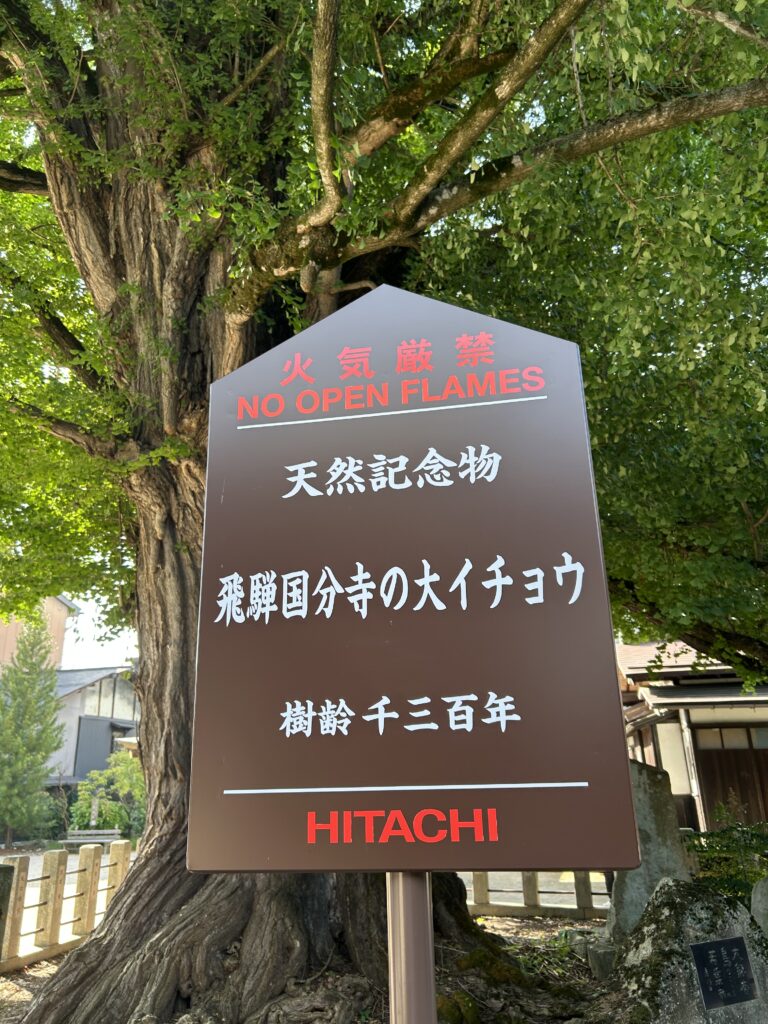 火気厳禁
NO OPEN FLAMES
天然記念物
飛騨国分寺の大イチョウ
樹齢 千三百年
HITACHI